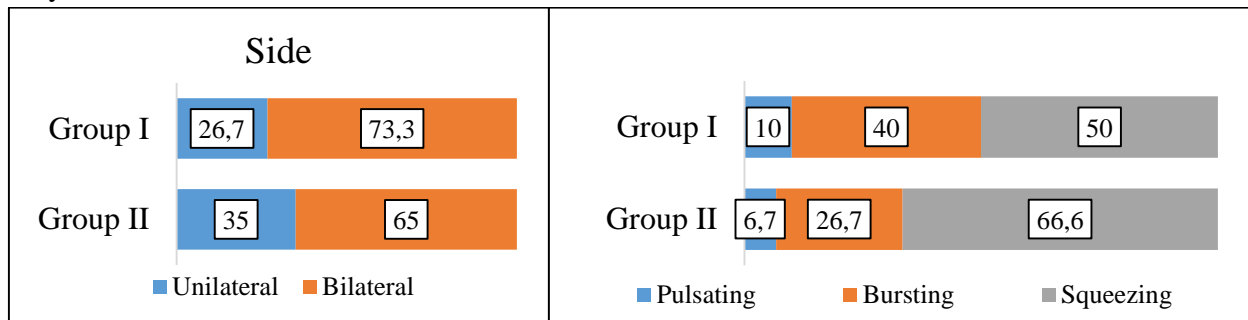 Side
Group I
26,7
73,3
Group II
35
65
Unilateral
Bilateral
Group I
10
40
50
Group II
6,7
26,7
66,6
Pulsating
Bursting
Squeezing